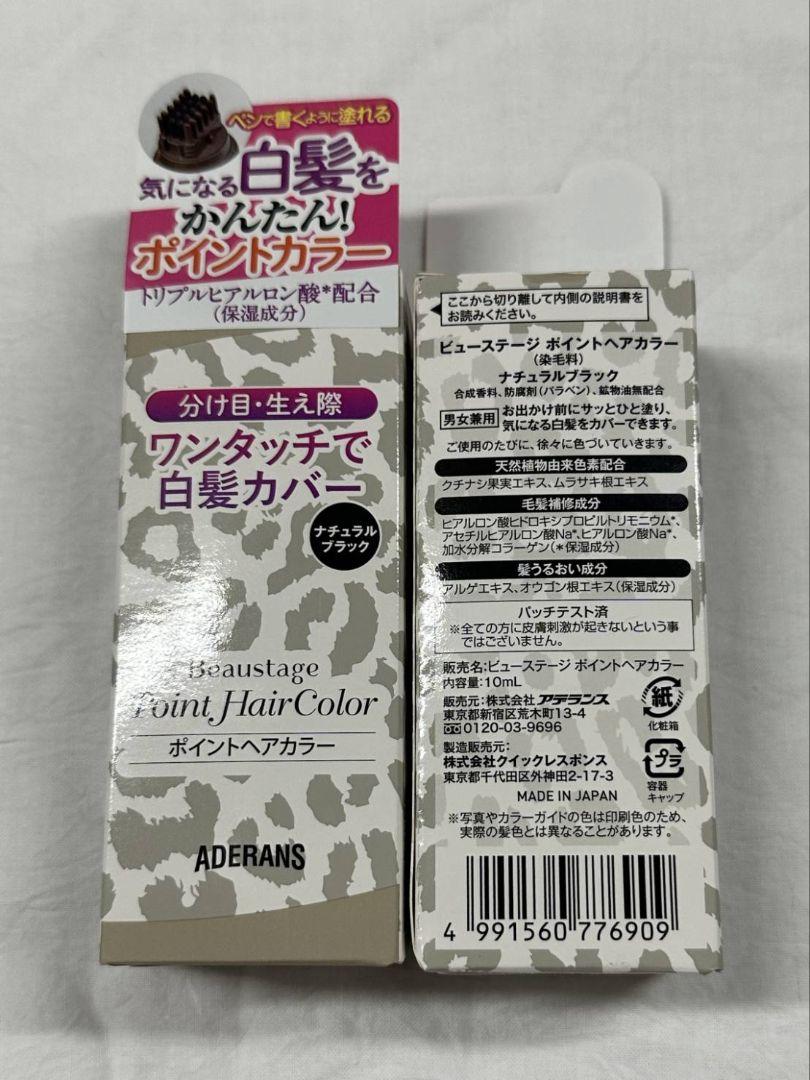 ペンで書くように塗れる
気になる白髪を
かんたん!
ポイントカラー
トリプルヒアルロン酸*配合
(保湿成分)
分け目・生え際
ワンタッチで
白髪カバー
ナチュラル
ブラック
Beaustage
Point HairColor
ポイントヘアカラー
ADERANS
ここから切り離して内側の説明書を
お読みください。
ビューステージ ポイントヘアカラー
(染毛料)
ナチュラルブラック
合成香料、防腐剤(パラベン)、鉱物油無配合
男女兼用 お出かけ前にサッとひと塗り、
気になる白髪をカバーできます。
ご使用のたびに、徐々に色づいていきます。
天然植物由来色素配合
クチナシ果実エキス、ムラサキ根エキス
毛髪補修成分
ヒアルロン酸ヒドロキシプロピルトリモニウム*、
アセチルヒアルロン酸Na*、ヒアルロン酸Na*、
加水分解コラーゲン(*保湿成分)
髪うるおい成分
アルゲエキス、オウゴン根エキス(保湿成分)
パッチテスト済
※全ての方に皮膚刺激が起きないという事
ではございません。
販売名:ビューステージ ポイントヘアカラー
内容量:10mL
販売元:株式会社 アデランス
東京都新宿区荒木町13-4
0120-03-9696
紙
化粧箱
製造販売元:
株式会社クイックレスポンス
東京都千代田区外神田2-17-3
プラ
容器
キャップ
MADE IN JAPAN
※写真やカラーガイドの色は印刷色のため、
実際の髪色とは異なることがあります。
4 991560 776909